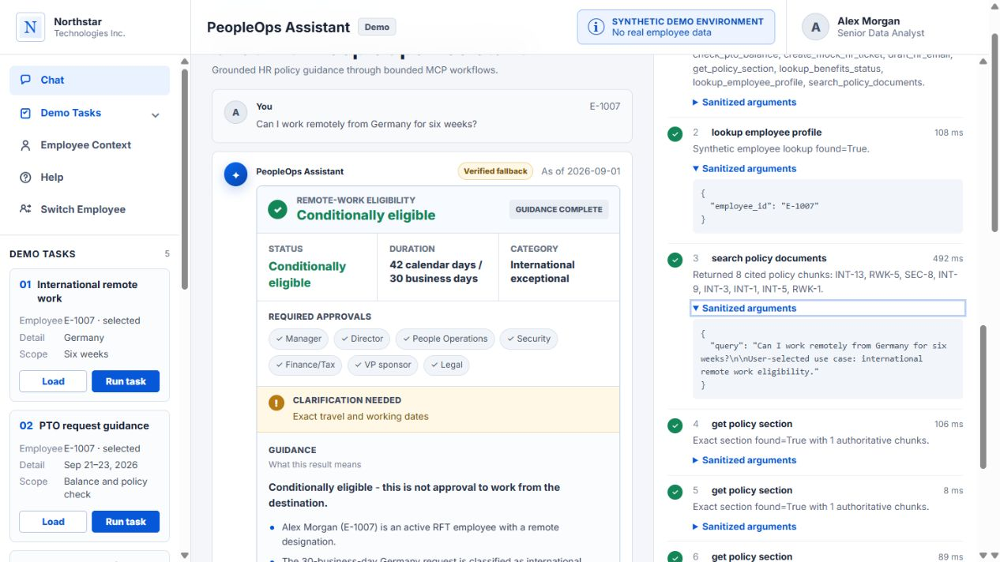 N
Northstar
Technologies Inc.
PeopleOps Assistant
Demo
i
SYNTHETIC DEMO ENVIRONMENT
No real employee data
A
Alex Morgan
Senior Data Analyst
Chat
Demo Tasks
Employee Context
Help
Switch Employee
DEMO TASKS
5
01 International remote
work
Employee E-1007 · selected
Detail Germany
Scope Six weeks
Load
Run task
02 PTO request guidance
Employee E-1007 · selected
Detail Sep 21–23, 2026
Scope Balance and policy
check
Load
Run task
Grounded HR policy guidance through bounded MCP workflows.
A
You
E-1007
Can I work remotely from Germany for six weeks?
PeopleOps Assistant
Verified fallback
As of 2026-09-01
REMOTE-WORK ELIGIBILITY
Conditionally eligible
GUIDANCE COMPLETE
STATUS
Conditionally
eligible
DURATION
42 calendar days /
30 business days
CATEGORY
International
exceptional
REQUIRED APPROVALS
✓ Manager
✓ Director
✓ People Operations
✓ Security
✓ Finance/Tax
✓ VP sponsor
✓ Legal
!
CLARIFICATION NEEDED
Exact travel and working dates
GUIDANCE
What this result means
Conditionally eligible - this is not approval to work from the
destination.
• Alex Morgan (E-1007) is an active RFT employee with a remote
designation.
• The 30-business-day Germany request is classified as international
check_pto_balance, create_mock_hr_ticket, draft_hr_email,
get_policy_section, lookup_benefits_status,
lookup_employee_profile, search_policy_documents.
▶ Sanitized arguments
2 lookup employee profile 108 ms
Synthetic employee lookup found=True.
▼ Sanitized arguments
{
"employee_id": "E-1007"
}
3 search policy documents 492 ms
Returned 8 cited policy chunks: INT-13, RWK-5, SEC-8, INT-
9, INT-3, INT-1, INT-5, RWK-1.
▼ Sanitized arguments
{
"query": "Can I work remotely from Germany for six
weeks?\n\nUser-selected use case: international
remote work eligibility."
}
4 get policy section 106 ms
Exact section found=True with 1 authoritative chunks.
▶ Sanitized arguments
5 get policy section 8 ms
Exact section found=True with 1 authoritative chunks.
▶ Sanitized arguments
6 get policy section 89 ms